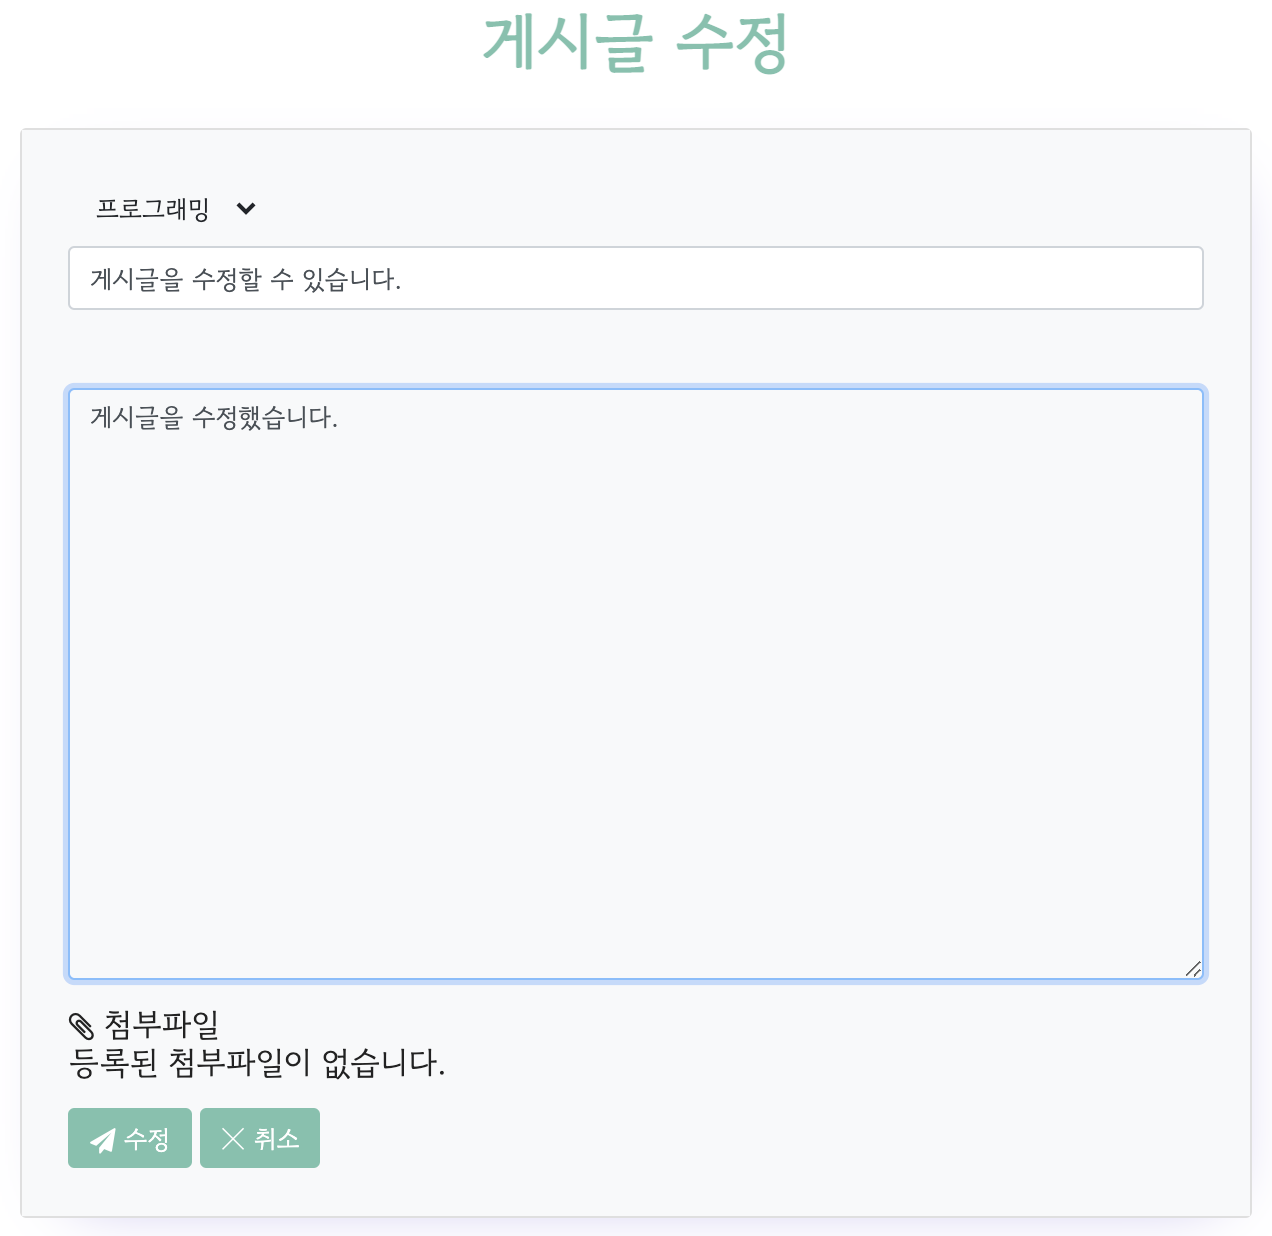 게시글 수정
프로그래밍
게시글을 수정할 수 있습니다.
게시글을 수정했습니다.
첨부파일
등록된 첨부파일이 없습니다.
수정 취소